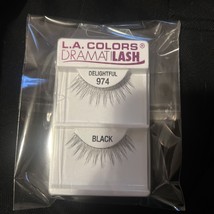 L.A. COLORS®
DRAMATILASH
DELIGHTFUL
974
BLACK